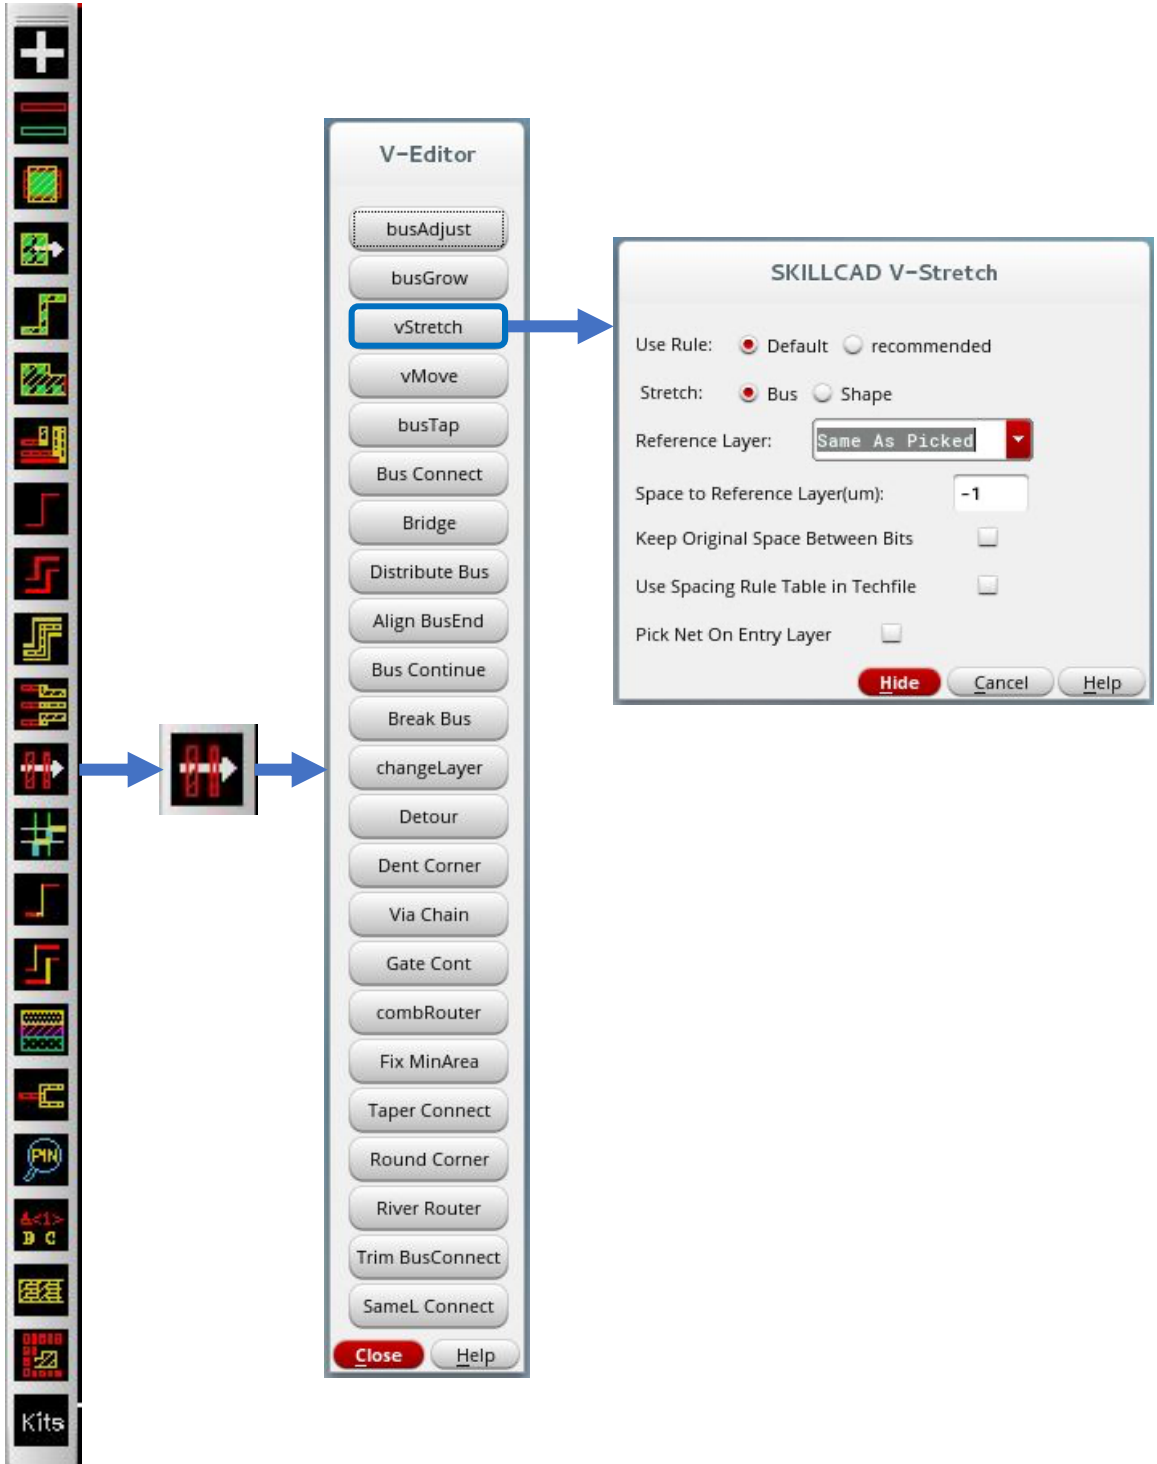 V-Editor
busAdjust
busGrow
vStretch
vMove
busTap
Bus Connect
Bridge
Distribute Bus
Align BusEnd
Bus Continue
Break Bus
changeLayer
Detour
Dent Corner
Via Chain
Gate Cont
combRouter
Fix MinArea
Taper Connect
Round Corner
River Router
Trim BusConnect
SameL Connect
Close Help
SKILLCAD V-Stretch
Use Rule: Default recommended
Stretch: Bus Shape
Reference Layer: Same As Picked
Space to Reference Layer(um): -1
Keep Original Space Between Bits
Use Spacing Rule Table in Techfile
Pick Net On Entry Layer
Hide Cancel Help
PIN
A<1>
B C
Kits